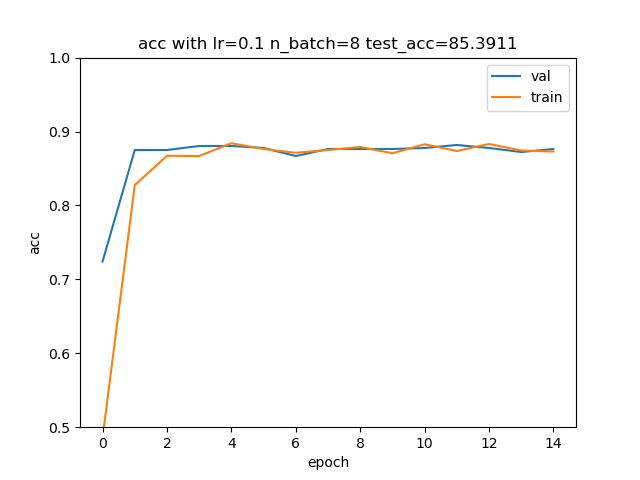 acc with lr=0.1 n_batch=8 test_acc=85.3911
1.0
val
train
0.9
0.8
acc
0.7
0.6
0.5
0 2 4 6 8 10 12 14
epoch